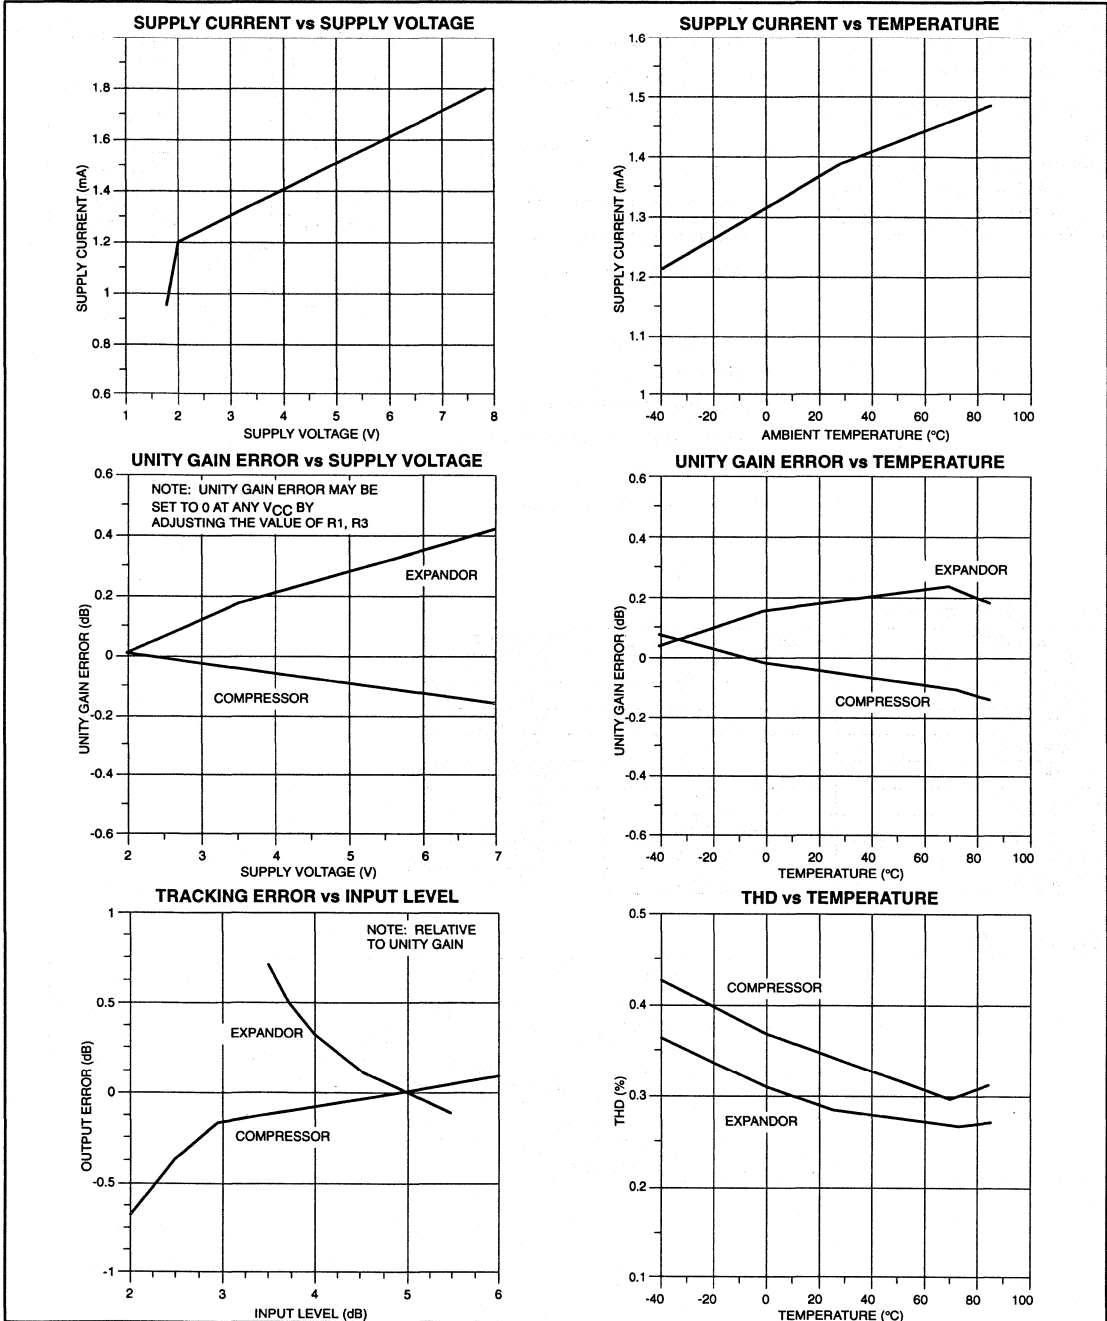 SUPPLY CURRENT vs SUPPLY VOLTAGE
1.8
1.6
1.4
1.2
1
0.8
0.6
SUPPLY CURRENT (mA)
1 2 3 4 5 6 7 8
SUPPLY VOLTAGE (V)
SUPPLY CURRENT vs TEMPERATURE
1.6
1.5
1.4
1.3
1.2
1.1
1
SUPPLY CURRENT (mA)
-40 -20 0 20 40 60 80 100
AMBIENT TEMPERATURE (°C)
UNITY GAIN ERROR vs SUPPLY VOLTAGE
NOTE: UNITY GAIN ERROR MAY BE
SET TO 0 AT ANY VCC BY
ADJUSTING THE VALUE OF R1, R3
0.6
0.4
0.2
0
-0.2
-0.4
-0.6
UNITY GAIN ERROR (dB)
EXPANDOR
COMPRESSOR
2 3 4 5 6 7
SUPPLY VOLTAGE (V)
UNITY GAIN ERROR vs TEMPERATURE
0.6
0.4
0.2
0
-0.2
-0.4
-0.6
UNITY GAIN ERROR (dB)
EXPANDOR
COMPRESSOR
-40 -20 0 20 40 60 80 100
TEMPERATURE (°C)
TRACKING ERROR vs INPUT LEVEL
NOTE: RELATIVE
TO UNITY GAIN
1
0.5
0
-0.5
-1
OUTPUT ERROR (dB)
EXPANDOR
COMPRESSOR
2 3 4 5 6
INPUT LEVEL (dB)
THD vs TEMPERATURE
0.5
0.4
0.3
0.2
0.1
THD (%)
COMPRESSOR
EXPANDOR
-40 -20 0 20 40 60 80 100
TEMPERATURE (°C)